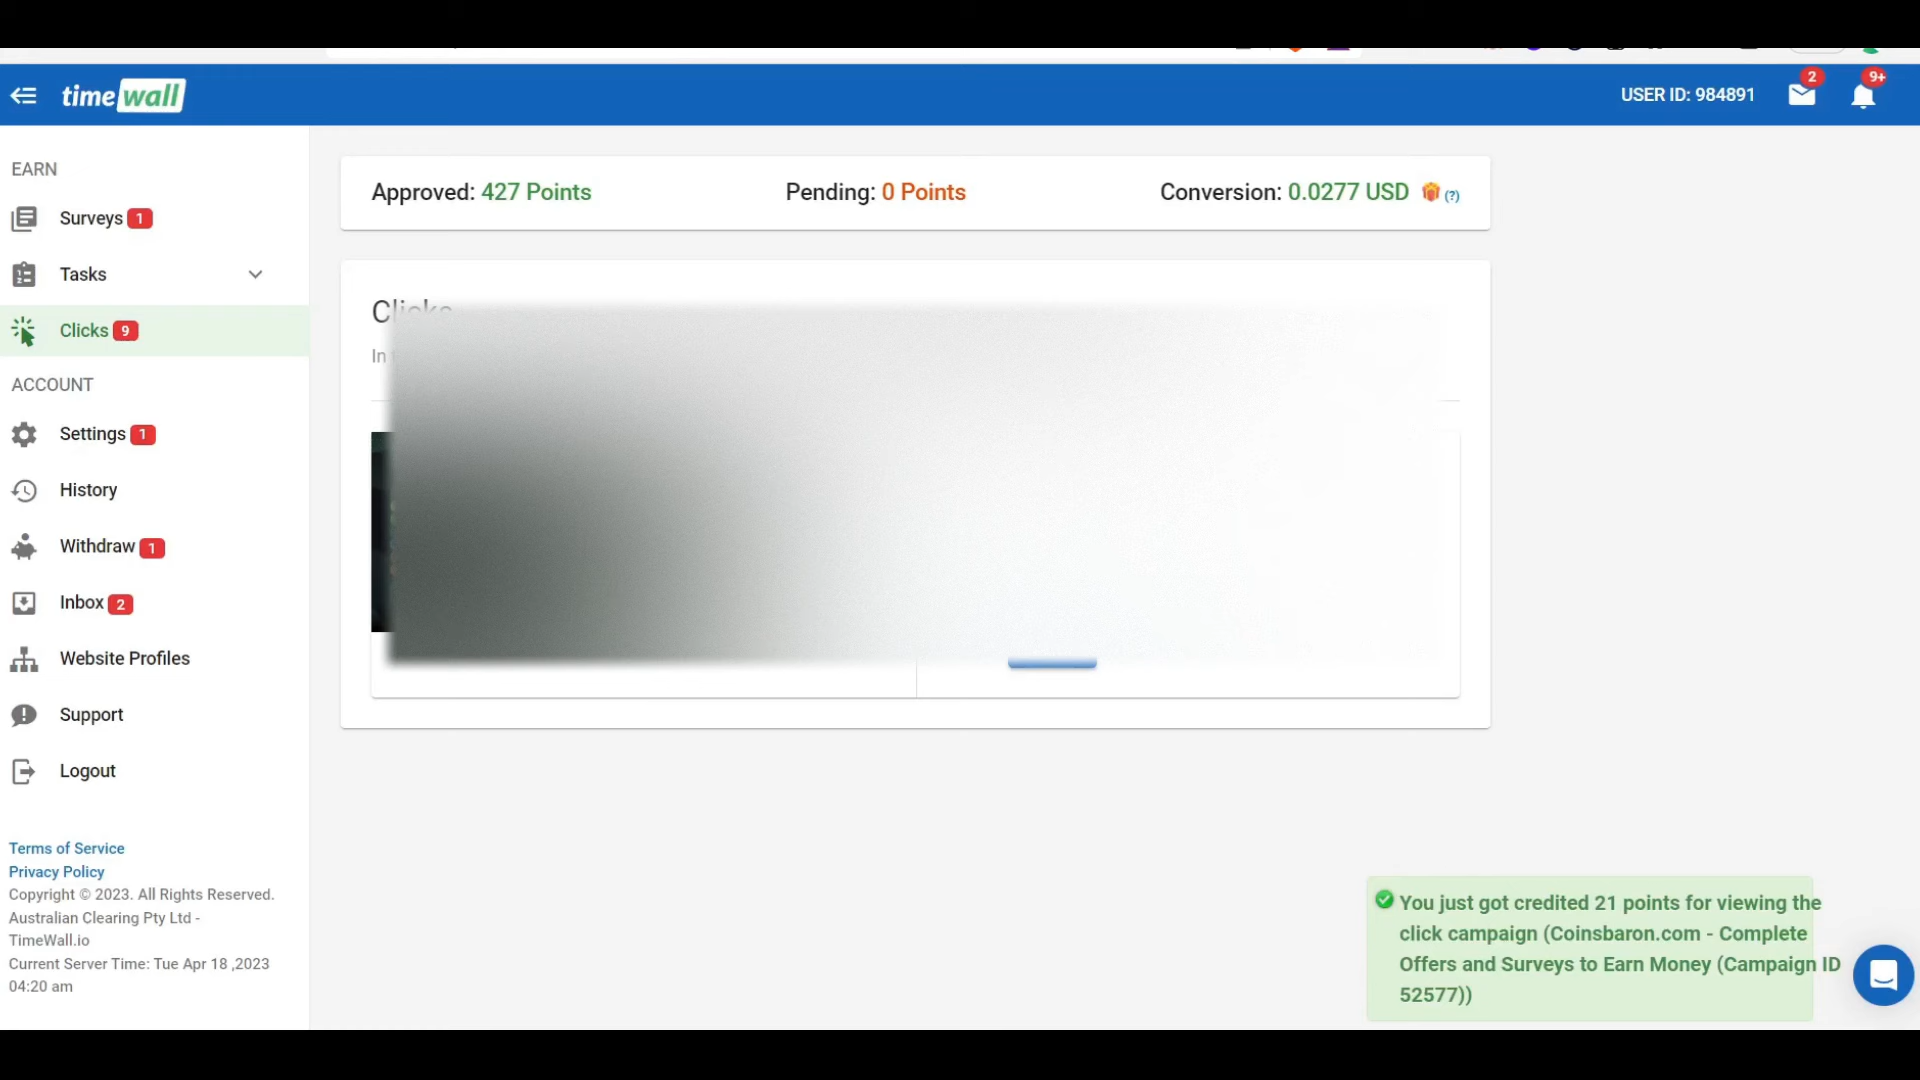 timewall
USER ID: 984891
2
9+
EARN
Surveys 1
Tasks
Clicks 9
ACCOUNT
Settings 1
History
Withdraw 1
Inbox 2
Website Profiles
Support
Logout
Terms of Service
Privacy Policy
Copyright © 2023. All Rights Reserved.
Australian Clearing Pty Ltd -
TimeWall.io
Current Server Time: Tue Apr 18 ,2023
04:20 am
Approved: 427 Points
Pending: 0 Points
Conversion: 0.0277 USD (?)
Clicks
In
You just got credited 21 points for viewing the
click campaign (Coinsbaron.com - Complete
Offers and Surveys to Earn Money (Campaign ID
52577))